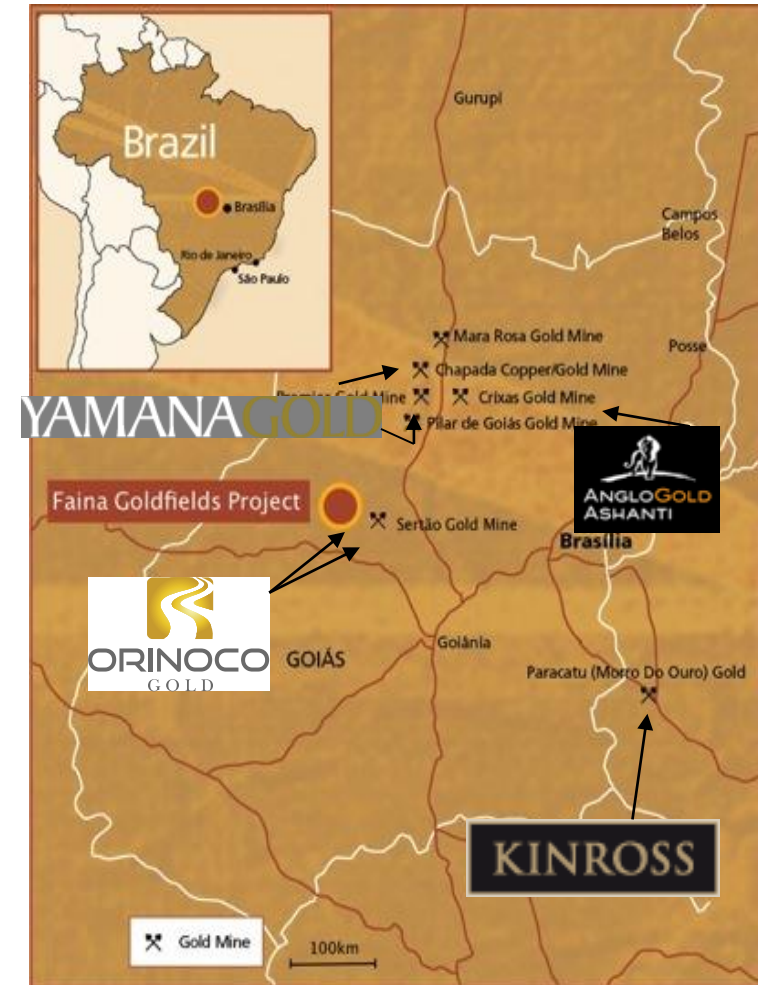 Brazil
Brasília
Rio de Janeiro
São Paulo
Gurupi
Campos
Belos
Posse
Mara Rosa Gold Mine
Chapada Copper/Gold Mine
Gold Mine
Crixas Gold Mine
Pilar de Goiás Gold Mine
YAMANAGOLD
ANGLOGOLD
ASHANTI
Faina Goldfields Project
Sertão Gold Mine
Brasília
ORINOCO
GOLD
GOIÁS
Goiânia
Paracatu (Morro Do Ouro) Gold
KINROSS
Gold Mine
100km